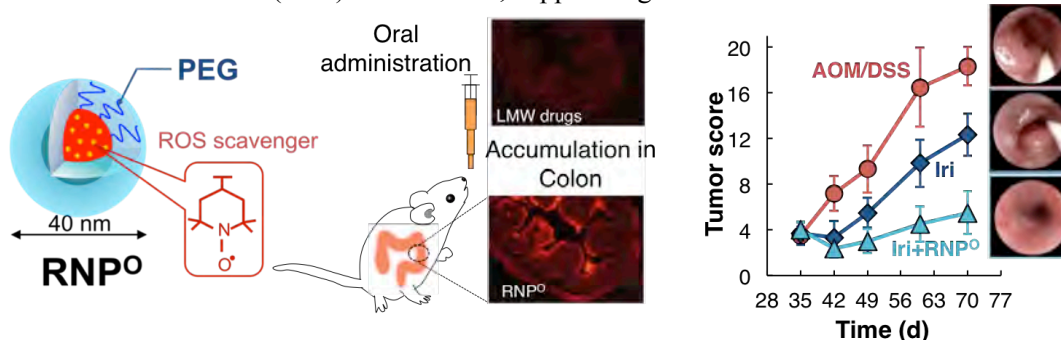 PEG
ROS scavenger
N
O•
40 nm
RNPO
Oral
administration
LMW drugs
Accumulation in
Colon
RNPO
Tumor score
20
16
12
8
4
0
AOM/DSS
Iri
Iri+RNPO
28 35 42 49 56 63 70 77
Time (d)